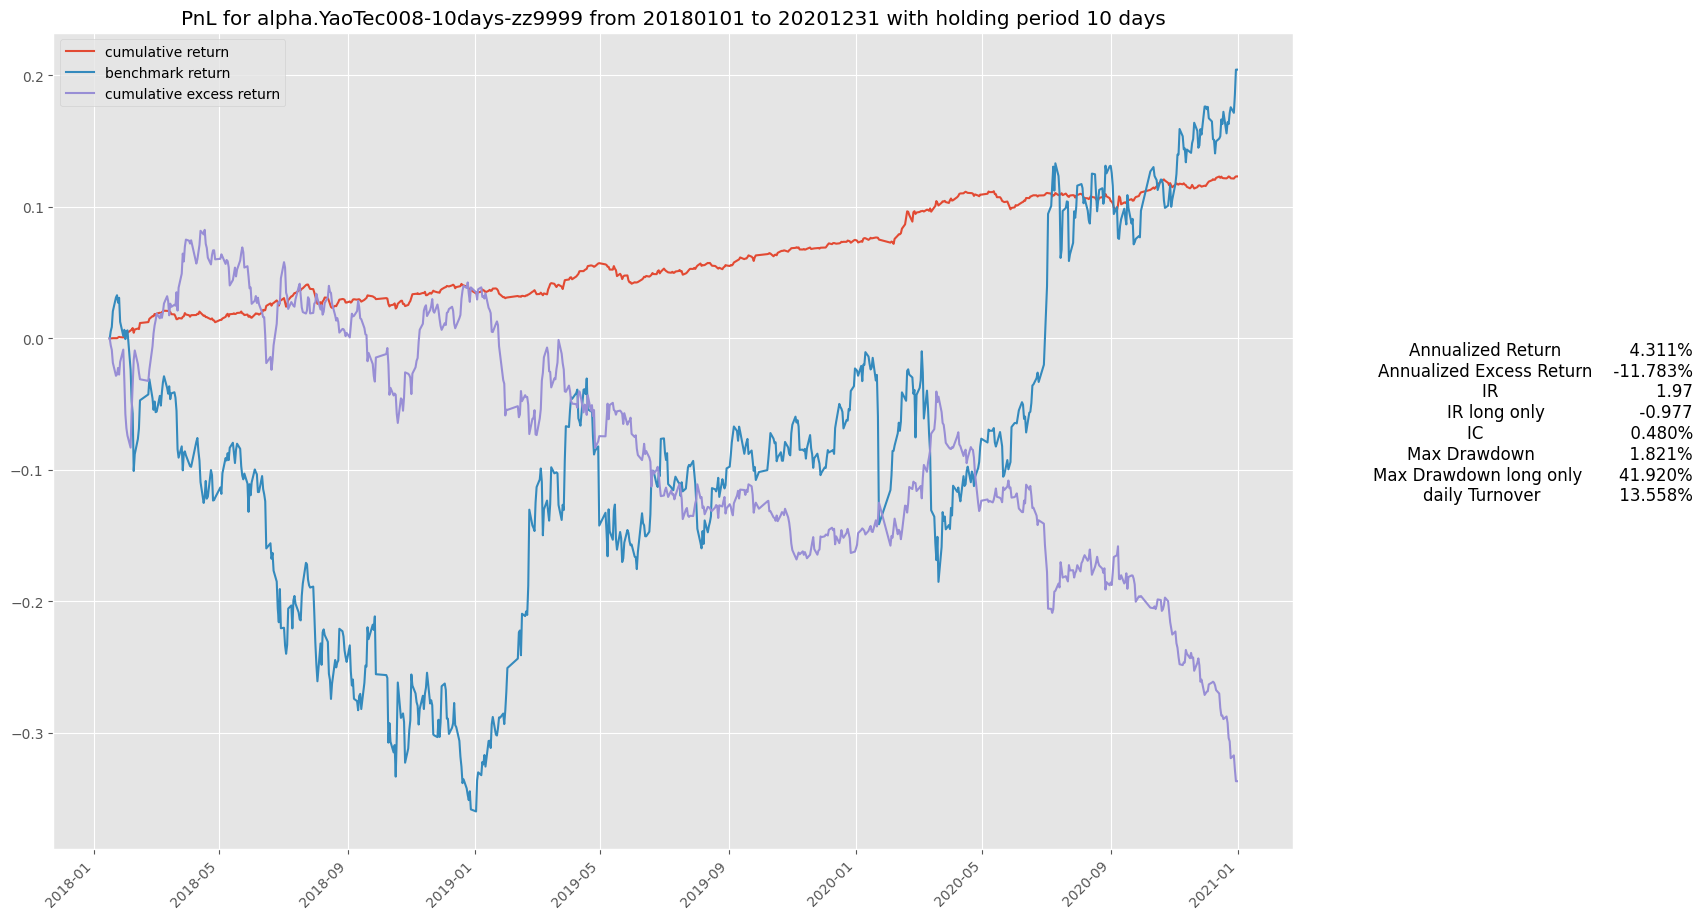 PnL for alpha.YaoTec008-10days-zz9999 from 20180101 to 20201231 with holding period 10 days
cumulative return
benchmark return
cumulative excess return
0.2
0.1
0.0
−0.1
−0.2
−0.3
2018-01
2018-05
2018-09
2019-01
2019-05
2019-09
2020-01
2020-05
2020-09
2021-01
Annualized Return 4.311%
Annualized Excess Return -11.783%
IR 1.97
IR long only -0.977
IC 0.480%
Max Drawdown 1.821%
Max Drawdown long only 41.920%
daily Turnover 13.558%